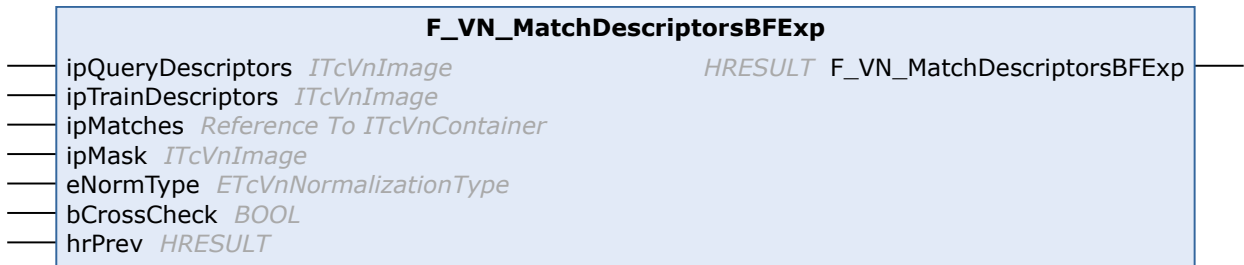 F_VN_MatchDescriptorsBFExp
ipQueryDescriptors ITcVnImage HRESULT F_VN_MatchDescriptorsBFExp
ipTrainDescriptors ITcVnImage
ipMatches Reference To ITcVnContainer
ipMask ITcVnImage
eNormType ETcVnNormalizationType
bCrossCheck BOOL
hrPrev HRESULT